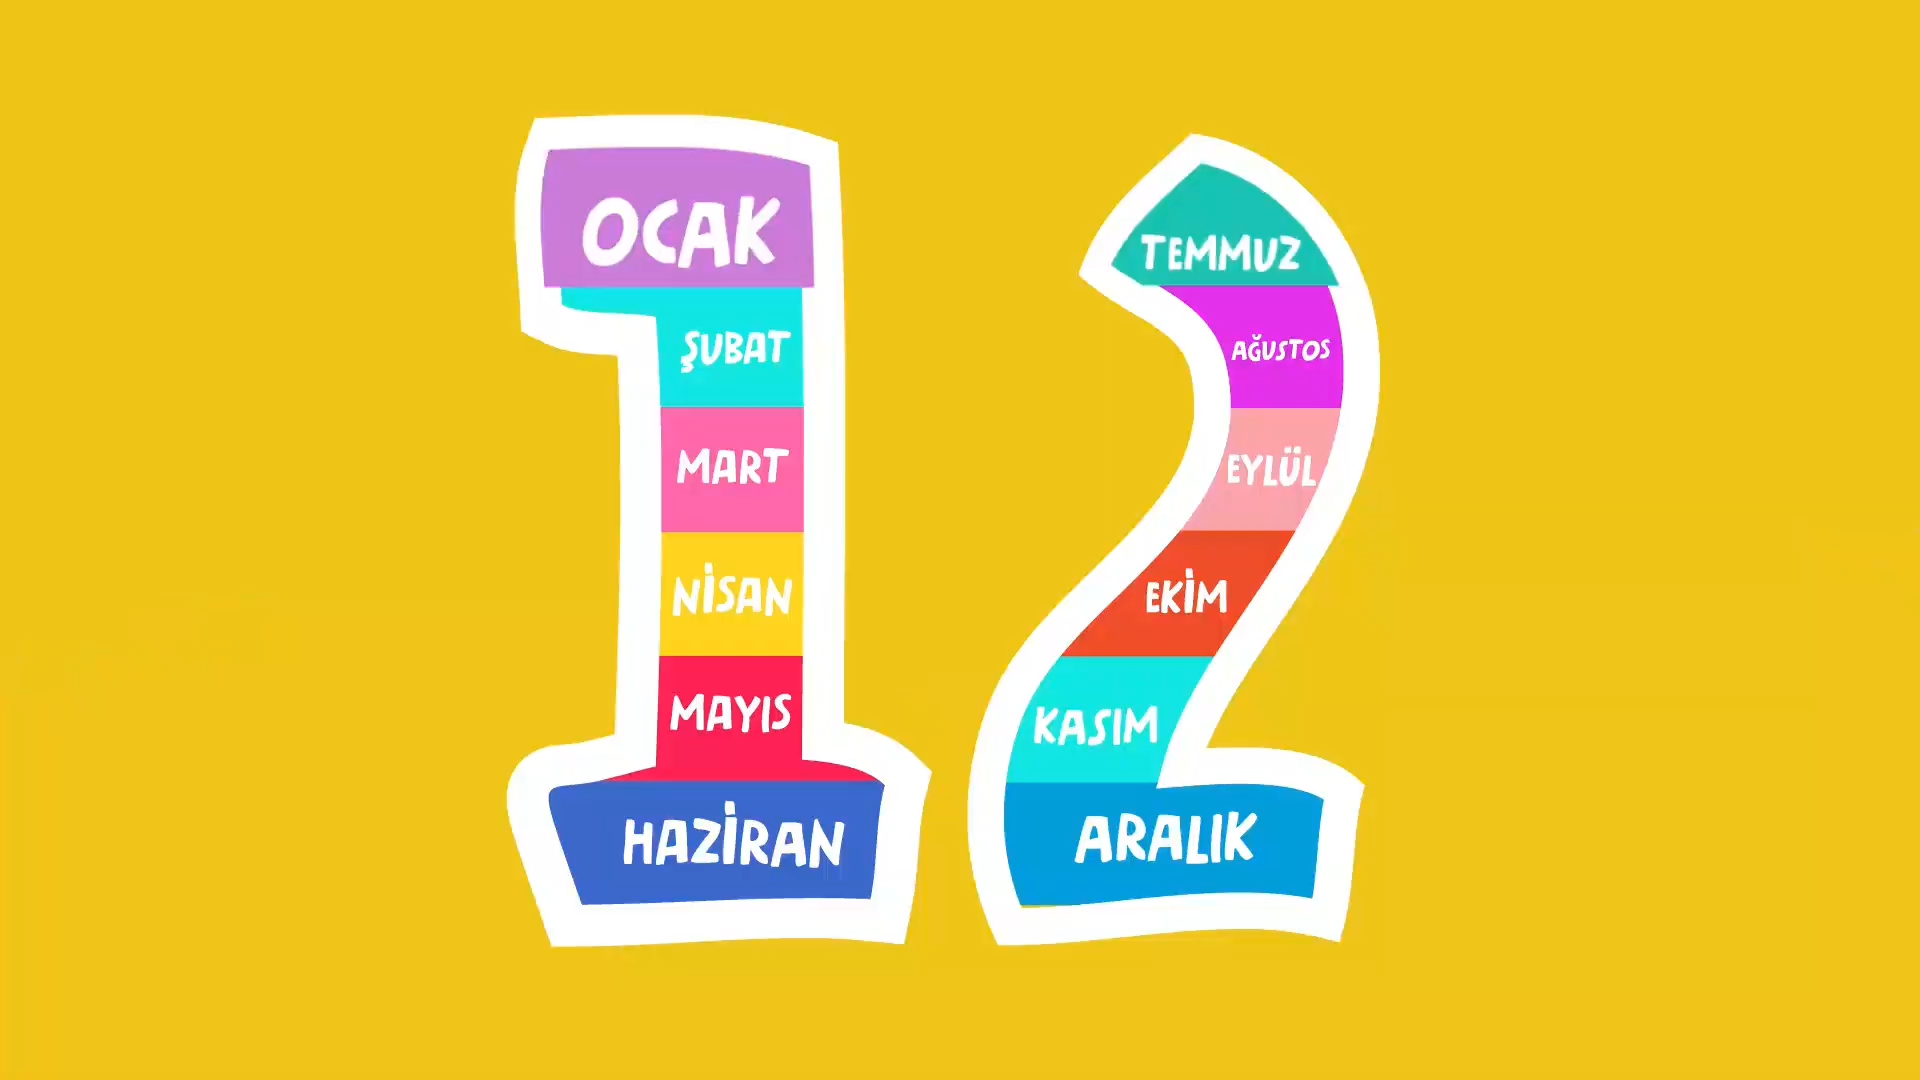 OCAK
ŞUBAT
MART
NİSAN
MAYIS
HAZİRAN
TEMMUZ
AĞUSTOS
EYLÜL
EKİM
KASIM
ARALIK